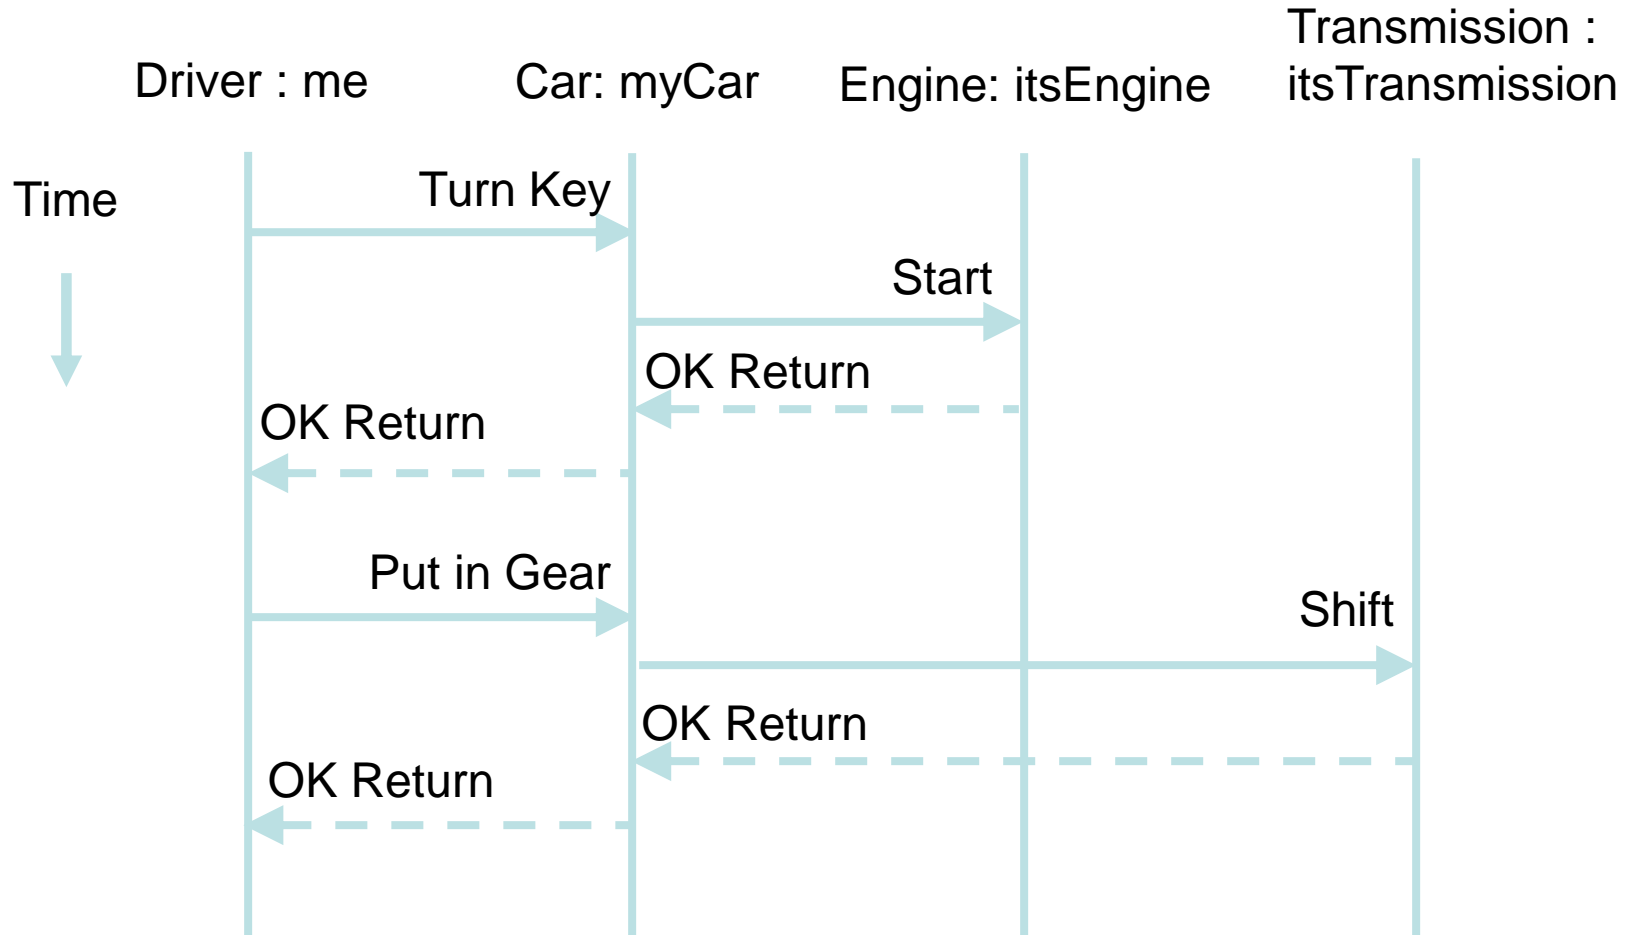 Transmission :
itsTransmission
Driver : me
Car: myCar
Engine: itsEngine
Time
Turn Key
Start
OK Return
OK Return
Put in Gear
Shift
OK Return
OK Return